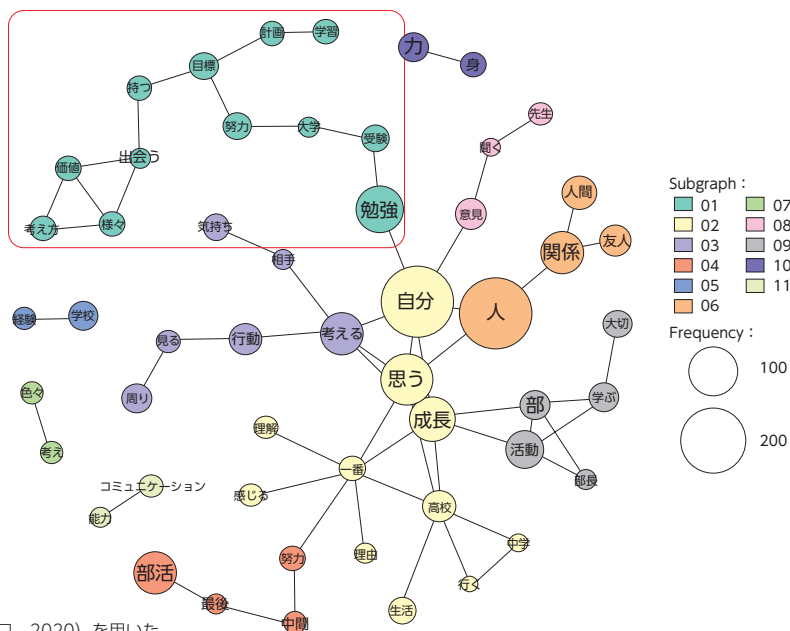 計画
学習
力
身
目標
持つ
努力
大学
受験
先生
聞く
出会う
価値
考え方
様々
勉強
意見
人間
関係
友人
気持ち
相手
自分
人
Subgraph：
01
02
03
04
05
06
07
08
09
10
11
Frequency：
100
200
経験
学校
見る
行動
考える
周り
思う
成長
大切
学ぶ
部
活動
部長
色々
考え
理解
一番
感じる
コミュニケーション
能力
高校
理由
中学
行く
生活
努力
部活
最後
中間
2020）を用いた